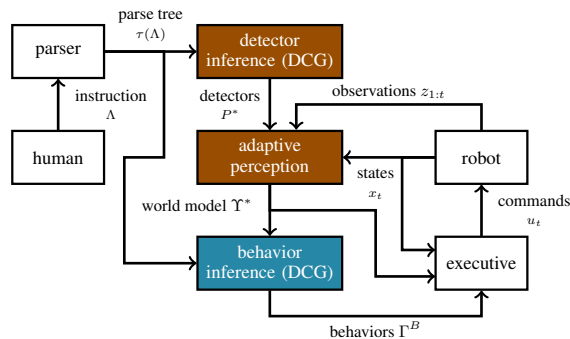 parse tree
τ(Λ)
parser
detector
inference (DCG)
instruction
Λ
detectors
P*
observations z₁:t
human
adaptive
perception
states
xₜ
robot
world model Υ*
commands
uₜ
behavior
inference (DCG)
executive
behaviors Γᴮ